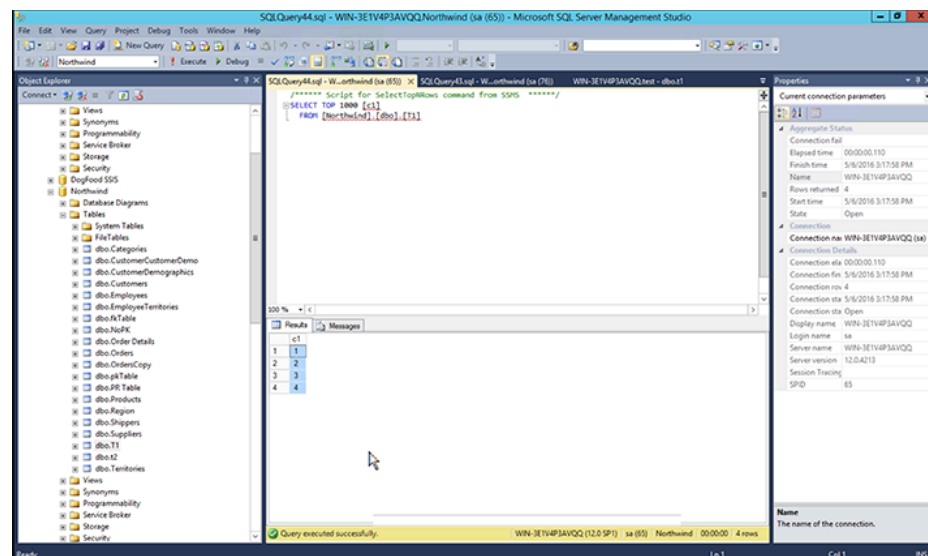 SQLQuery44.sql - WIN-3E1V4P3AVQQ.Northwind (sa (65)) - Microsoft SQL Server Management Studio
File Edit View Query Project Debug Tools Window Help
New Query
Northwind
Execute Debug
Object Explorer
Connect
Views
Synonyms
Programmability
Service Broker
Storage
Security
DogFood SSIS
Northwind
Database Diagrams
Tables
System Tables
FileTables
dbo.Categories
dbo.CustomerCustomerDemo
dbo.CustomerDemographics
dbo.Customers
dbo.Employees
dbo.EmployeeTerritories
dbo.fkTable
dbo.NoPK
dbo.Order Details
dbo.Orders
dbo.OrdersCopy
dbo.pkTable
dbo.PR Table
dbo.Products
dbo.Region
dbo.Shippers
dbo.Suppliers
dbo.T1
dbo.t2
dbo.Territories
Views
Synonyms
Programmability
Service Broker
Storage
Security
SQLQuery44.sql - W...orthwind (sa (65))
SQLQuery43.sql - W...orthwind (sa (76))
WIN-3E1V4P3AVQQ.test - dbo.t1
/****** Script for SelectTopNRows command from SSMS ******/
SELECT TOP 1000 [c1]
FROM [Northwind].[dbo].[T1]
100 %
Results
Messages
c1
1 1
2 2
3 3
4 4
Query executed successfully.
WIN-3E1V4P3AVQQ (12.0 SP1)
sa (65)
Northwind
00:00:00
4 rows
Properties
Current connection parameters
Aggregate Status
Connection fail
Elapsed time 00:00:00.110
Finish time 5/6/2016 3:17:58 PM
Name WIN-3E1V4P3AVQQ
Rows returned 4
Start time 5/6/2016 3:17:58 PM
State Open
Connection
Connection na WIN-3E1V4P3AVQQ (sa)
Connection Details
Connection ela 00:00:00.110
Connection fin 5/6/2016 3:17:58 PM
Connection rov 4
Connection sta 5/6/2016 3:17:58 PM
Connection sta Open
Display name WIN-3E1V4P3AVQQ
Login name sa
Server name WIN-3E1V4P3AVQQ
Server version 12.0.4213
Session Tracing
SPID 65
Name
The name of the connection.
Ready
Ln 1
Col 1
INS